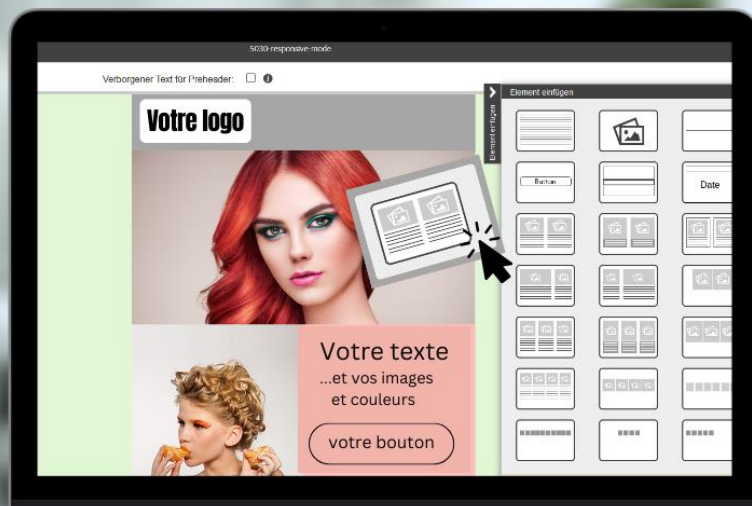 5030-responsive-mode
Verborgener Text für Preheader:
Element einfügen
Element einfügen
Votre logo
Button
Date
Votre texte
...et vos images
et couleurs
votre bouton